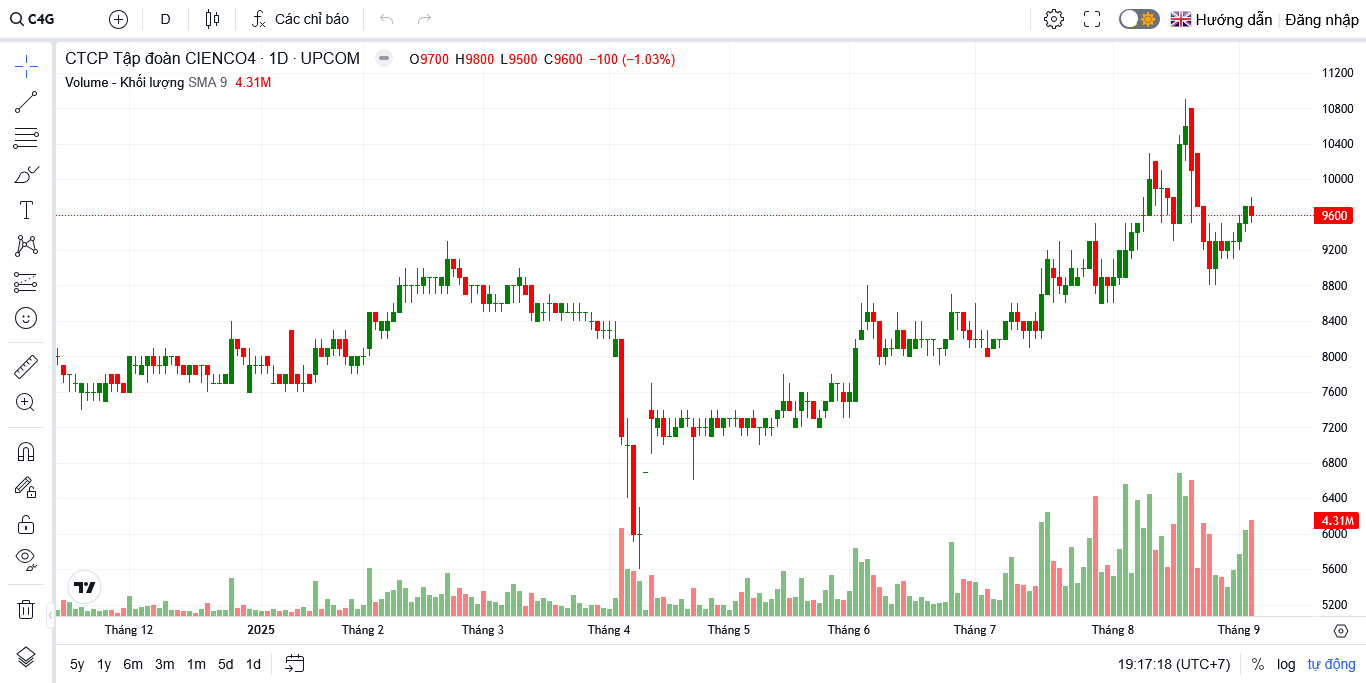 C4G D Các chỉ báo Hướng dẫn Đăng nhập
CTCP Tập đoàn CIENCO4 · 1D · UPCOM O9700 H9800 L9500 C9600 −100 (−1.03%)
Volume - Khối lượng SMA 9 4.31M
11200
10800
10400
10000
9600
9200
8800
8400
8000
7600
7200
6800
6400
4.31M
6000
5600
5200
Tháng 12 2025 Tháng 2 Tháng 3 Tháng 4 Tháng 5 Tháng 6 Tháng 7 Tháng 8 Tháng 9
5y 1y 6m 3m 1m 5d 1d 19:17:18 (UTC+7) % log tự động